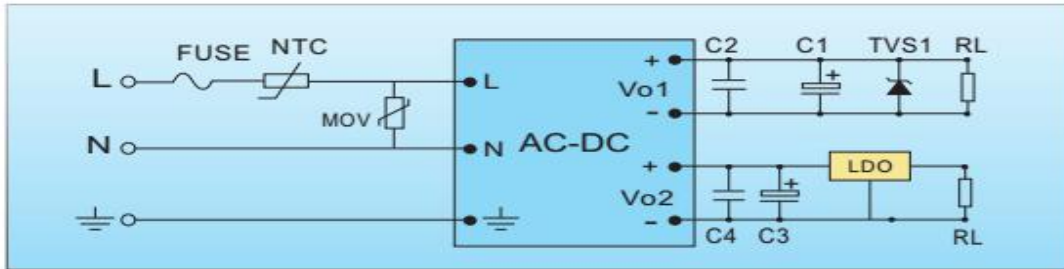 FUSE NTC
C2 C1 TVS1 RL
L
L
+
Vo1
-
MOV
N
N
AC-DC
+
LDO
Vo2
-
C4 C3 RL
+
+